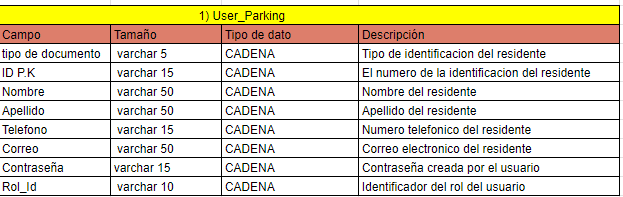 1) User_Parking
Campo Tamaño Tipo de dato Descripción
tipo de documento varchar 5 CADENA Tipo de identificacion del residente
ID P.K varchar 15 CADENA El numero de la identificacion del residente
Nombre varchar 50 CADENA Nombre del residente
Apellido varchar 50 CADENA Apellido del residente
Telefono varchar 15 CADENA Numero telefonico del residente
Correo varchar 50 CADENA Correo electronico del residente
Contraseña varchar 15 CADENA Contraseña creada por el usuario
Rol_Id varchar 10 CADENA Identificador del rol del usuario